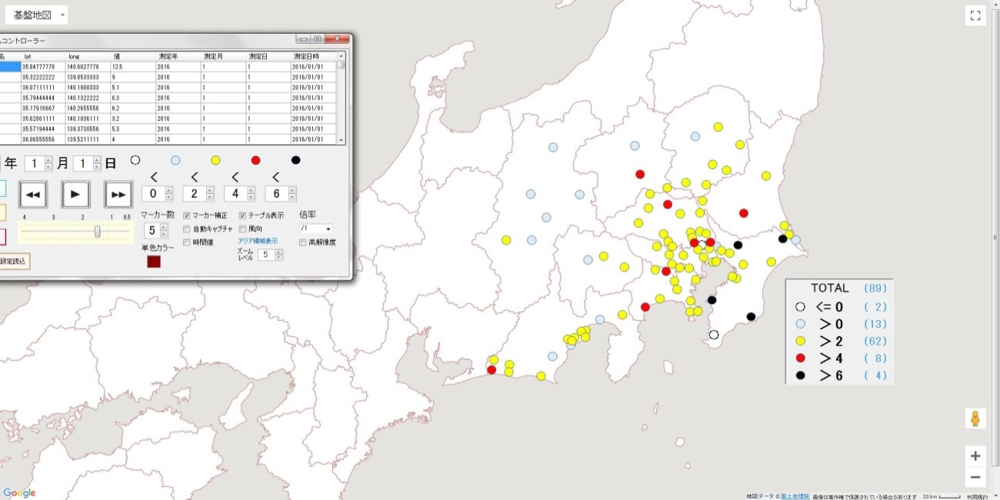 基盤地図
コントローラー
名 lat long 値 測定年 測定月 測定日 測定日時
35.84777778 140.6027778 12.5 2016 1 1 2016/01/01
35.82222222 139.8533333 9 2016 1 1 2016/01/01
36.07111111 140.1908333 5.1 2016 1 1 2016/01/01
35.79444444 140.1322222 6.3 2016 1 1 2016/01/01
35.17916667 140.2655556 6.2 2016 1 1 2016/01/01
35.62861111 140.1836111 3.2 2016 1 1 2016/01/01
35.57194444 139.3730556 5.3 2016 1 1 2016/01/01
36.06555556 139.5211111 4 2016 1 1 2016/01/01
年 1 月 1 日
< < < <
0 2 4 6
4 3 2 1 0.5
マーカー数
5
単色カラー
マーカー補正 テーブル表示 倍率
自動キャプチャ 風向 /1
時間値 アジア領域表示 高解像度
ズームレベル 5
設定読込
TOTAL (89)
<= 0 ( 2)
> 0 (13)
> 2 (62)
> 4 ( 8)
> 6 ( 4)
Google
地図データ © 国土地理院 画像は著作権で保護されている場合があります 20 km 利用規約